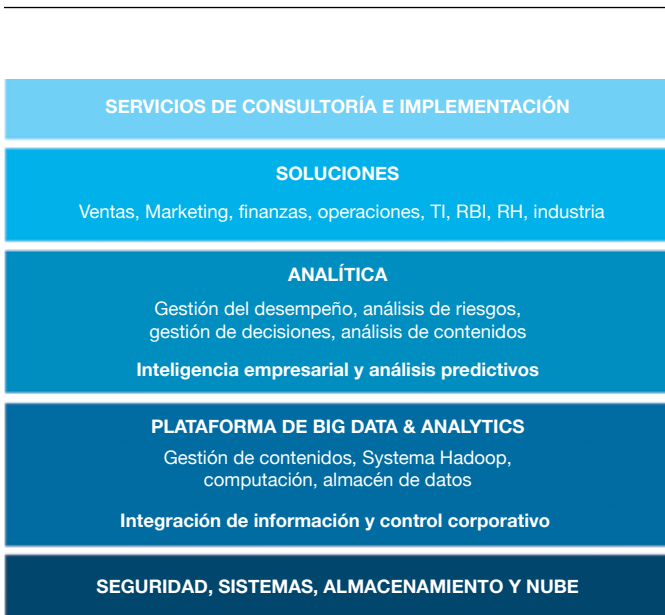 SERVICIOS DE CONSULTORÍA E IMPLEMENTACIÓN
SOLUCIONES
Ventas, Marketing, finanzas, operaciones, TI, RBI, RH, industria
ANALÍTICA
Gestión del desempeño, análisis de riesgos,
gestión de decisiones, análisis de contenidos
Inteligencia empresarial y análisis predictivos
PLATAFORMA DE BIG DATA & ANALYTICS
Gestión de contenidos, Systema Hadoop,
computación, almacén de datos
Integración de información y control corporativo
SEGURIDAD, SISTEMAS, ALMACENAMIENTO Y NUBE